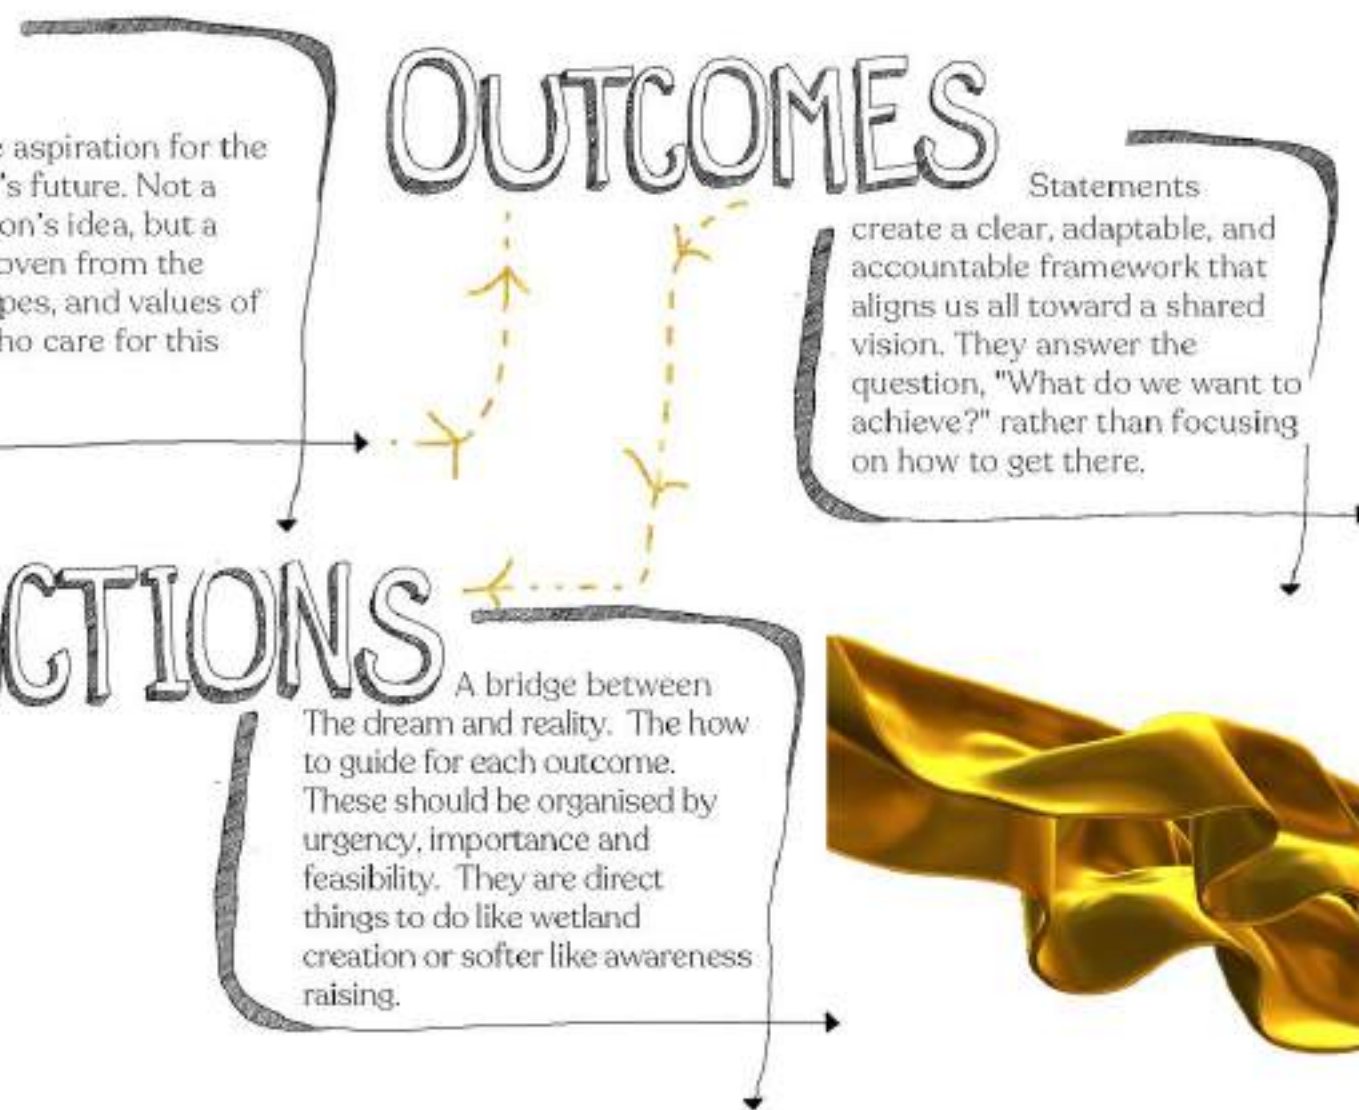 aspiration for the
's future. Not a
on's idea, but a
oven from the
pes, and values of
ho care for this
OUTCOMES
Statements
create a clear, adaptable, and
accountable framework that
aligns us all toward a shared
vision. They answer the
question, "What do we want to
achieve?" rather than focusing
on how to get there.
CTIONS
A bridge between
The dream and reality. The how
to guide for each outcome.
These should be organised by
urgency, importance and
feasibility. They are direct
things to do like wetland
creation or softer like awareness
raising.